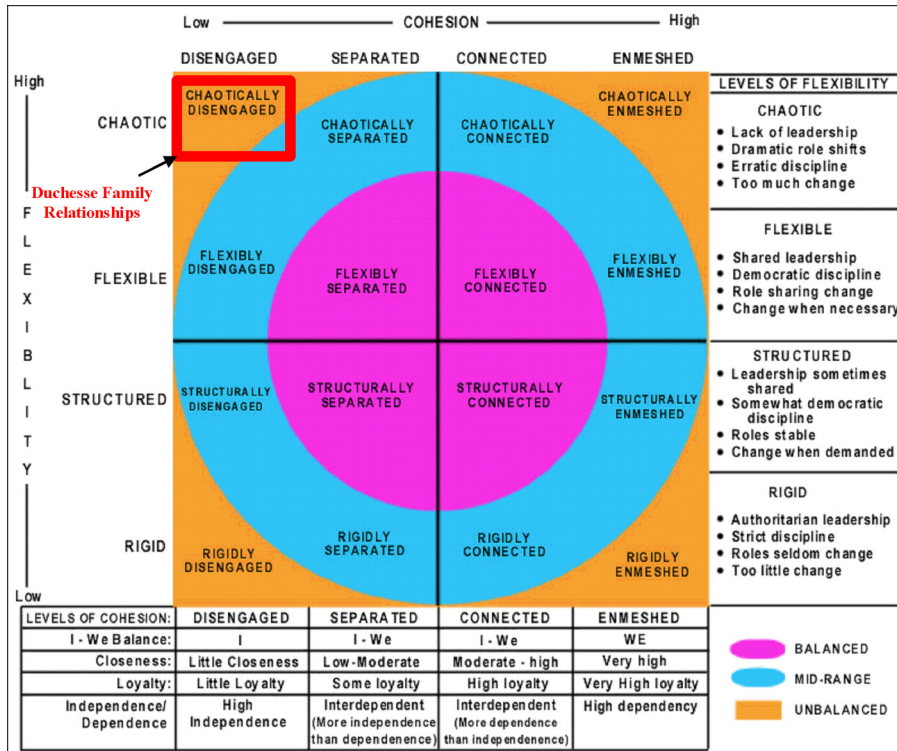 Low COHESION High
DISENGAGED SEPARATED CONNECTED ENMESHED
High
FLEXIBLITY
Low
CHAOTIC
FLEXIBLE
STRUCTURED
RIGID
CHAOTICALLY
DISENGAGED
CHAOTICALLY
SEPARATED
CHAOTICALLY
CONNECTED
CHAOTICALLY
ENMESHED
Duchesse Family
Relationships
FLEXIBLY
DISENGAGED
FLEXIBLY
SEPARATED
FLEXIBLY
CONNECTED
FLEXIBLY
ENMESHED
STRUCTURALLY
DISENGAGED
STRUCTURALLY
SEPARATED
STRUCTURALLY
CONNECTED
STRUCTURALLY
ENMESHED
RIGIDLY
DISENGAGED
RIGIDLY
SEPARATED
RIGIDLY
CONNECTED
RIGIDLY
ENMESHED
LEVELS OF FLEXIBILITY
CHAOTIC
• Lack of leadership
• Dramatic role shifts
• Erratic discipline
• Too much change
FLEXIBLE
• Shared leadership
• Democratic discipline
• Role sharing change
• Change when necessary
STRUCTURED
• Leadership sometimes
shared
• Somewhat democratic
discipline
• Roles stable
• Change when demanded
RIGID
• Authoritarian leadership
• Strict discipline
• Roles seldom change
• Too little change
LEVELS OF COHESION: DISENGAGED SEPARATED CONNECTED ENMESHED
I - We Balance: I I - We I - We WE
Closeness: Little Closeness Low-Moderate Moderate - high Very high
Loyalty: Little Loyalty Some loyalty High loyalty Very High loyalty
Independence/
Dependence:
High
Independence
Interdependent
(More independence
than dependenence)
Interdependent
(More dependence
than independenence)
High dependency
BALANCED
MID-RANGE
UNBALANCED